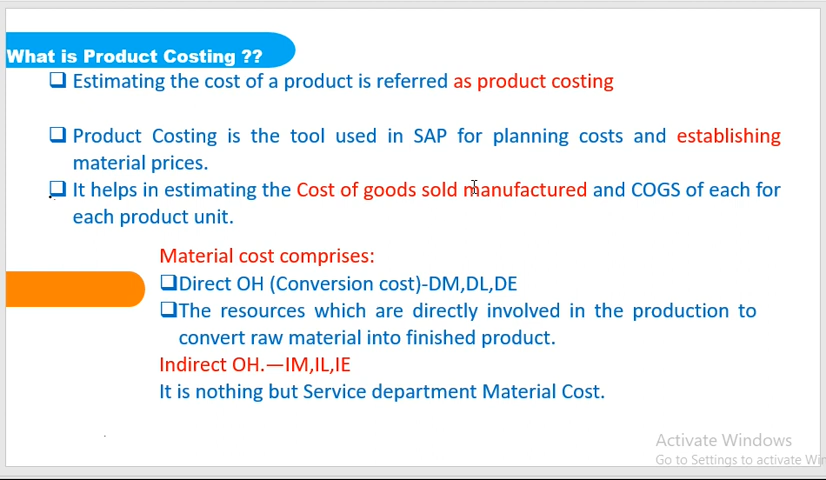 What is Product Costing ??
❑ Estimating the cost of a product is referred as product costing
❑ Product Costing is the tool used in SAP for planning costs and establishing
material prices.
❑ It helps in estimating the Cost of goods sold manufactured and COGS of each for
each product unit.
Material cost comprises:
❑Direct OH (Conversion cost)-DM,DL,DE
❑The resources which are directly involved in the production to
convert raw material into finished product.
Indirect OH.—IM,IL,IE
It is nothing but Service department Material Cost.
Activate Windows
Go to Settings to activate Win